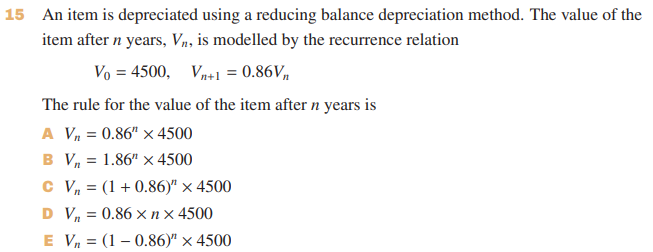 15 An item is depreciated using a reducing balance depreciation method. The value of the
item after n years, Vₙ, is modelled by the recurrence relation
V₀ = 4500, Vₙ₊₁ = 0.86Vₙ
The rule for the value of the item after n years is
A Vₙ = 0.86ⁿ × 4500
B Vₙ = 1.86ⁿ × 4500
C Vₙ = (1 + 0.86)ⁿ × 4500
D Vₙ = 0.86 × n × 4500
E Vₙ = (1 – 0.86)ⁿ × 4500